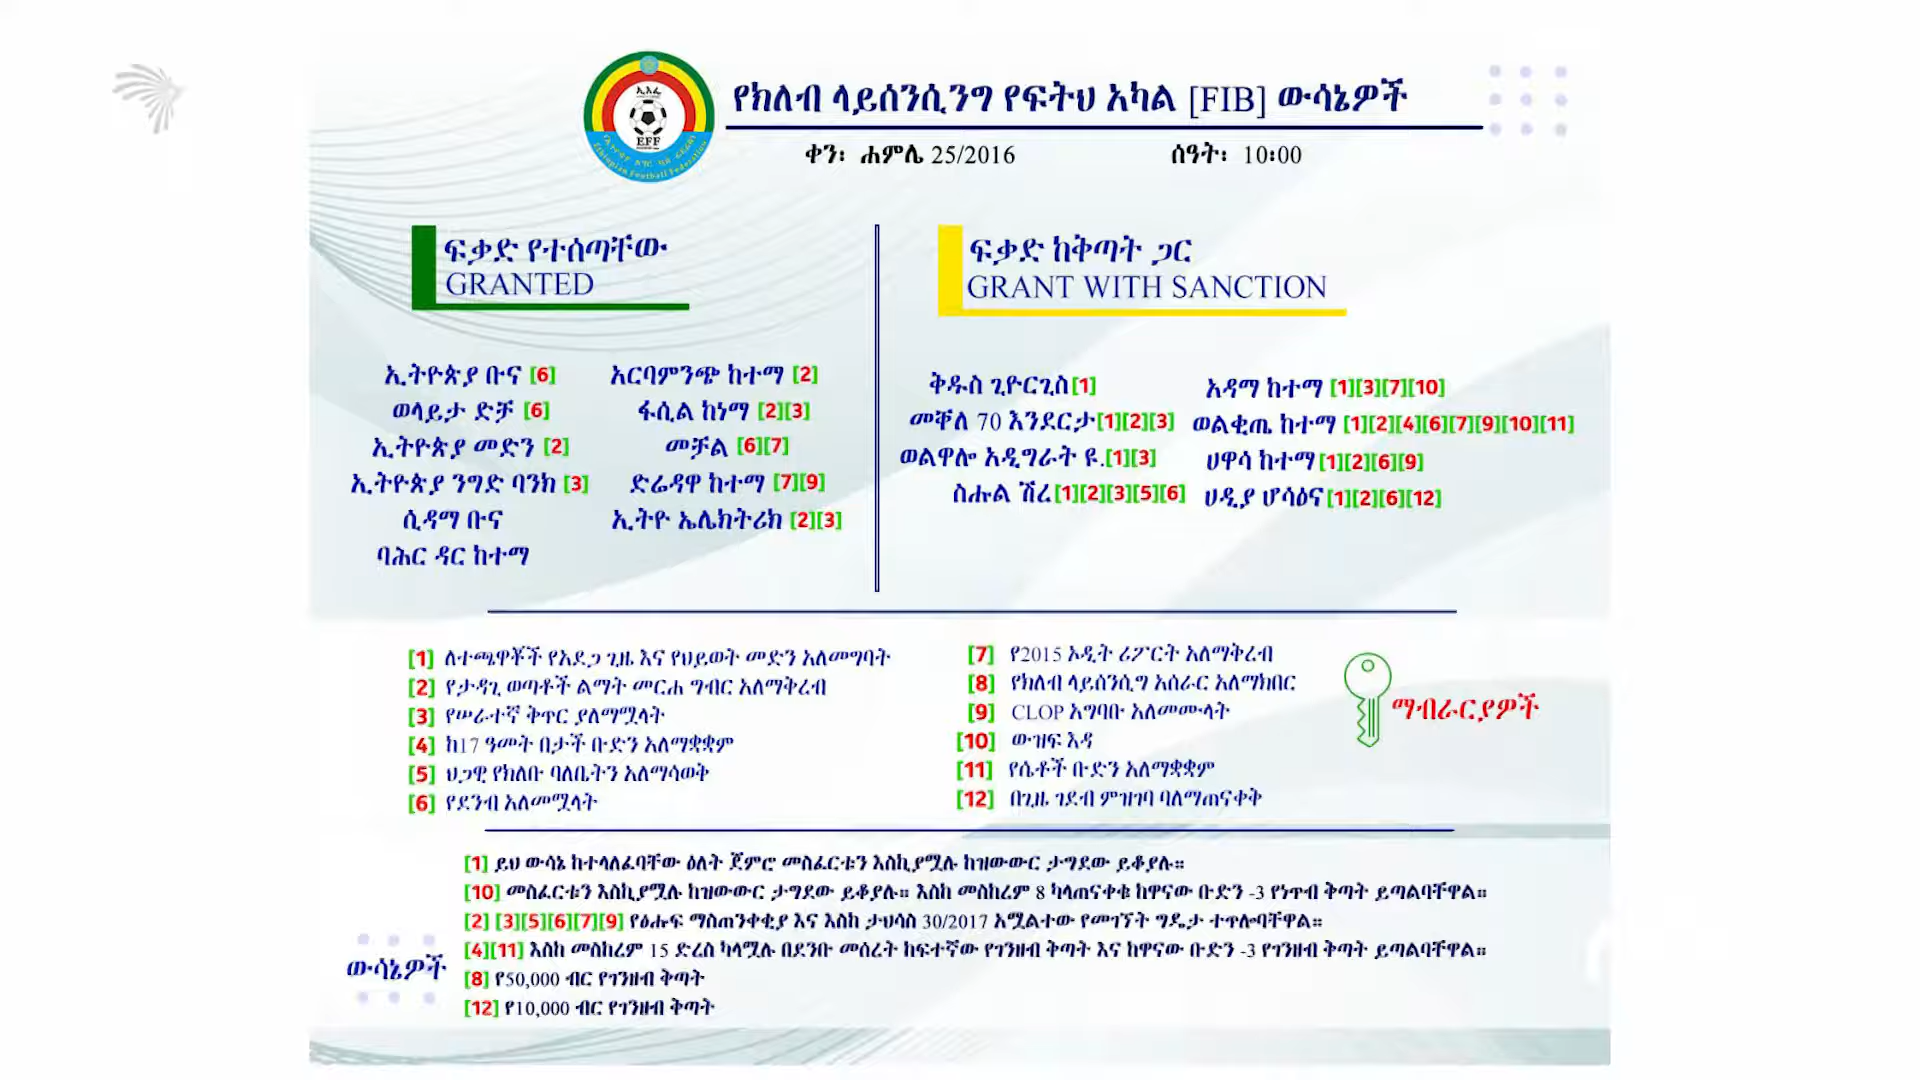 ኢ.እ.ፌ
EFF
Ethiopian Football Federation
የክለብ ላይሰንሲንግ የፍትህ አካል [FIB] ውሳኔዎች
ቀን፡ ሐምሌ 25/2016 ሰዓት፡ 10፡00
ፍቃድ የተሰጣቸው
GRANTED
ኢትዮጵያ ቡና [6]
ወላይታ ድቻ [6]
ኢትዮጵያ መድን [2]
ኢትዮጵያ ንግድ ባንክ [3]
ሲዳማ ቡና
ባሕር ዳር ከተማ
አርባምንጭ ከተማ [2]
ፋሲል ከነማ [2][3]
መቻል [6][7]
ድሬዳዋ ከተማ [7][9]
ኢትዮ ኤሌክትሪክ [2][3]
ፍቃድ ከቅጣት ጋር
GRANT WITH SANCTION
ቅዱስ ጊዮርጊስ[1]
መቐለ 70 እንደርታ[1][2][3]
ወልዋሎ አዲግራት ዩ.[1][3]
ስሑል ሽረ[1][2][3][5][6]
አዳማ ከተማ [1][3][7][10]
ወልቂጤ ከተማ [1][2][4][6][7][9][10][11]
ሀዋሳ ከተማ[1][2][6][9]
ሀዲያ ሆሳዕና[1][2][6][12]
[1] ለተጫዋቾች የአደጋ ጊዜ እና የህይወት መድን አለመግባት
[2] የታዳጊ ወጣቶች ልማት መርሐ ግብር አለማቅረብ
[3] የሠራተኛ ቅጥር ያለማሟላት
[4] ከ17 ዓመት በታች ቡድን አለማቋቋም
[5] ህጋዊ የክለቡ ባለቤትን አለማሳወቅ
[6] የደንብ አለመሟላት
[7] የ2015 ኦዲት ሪፖርት አለማቅረብ
[8] የክለብ ላይሰንሲግ አሰራር አለማክበር
[9] CLOP አግባቡ አለመሙላት
[10] ውዝፍ እዳ
[11] የሴቶች ቡድን አለማቋቋም
[12] በጊዜ ገደብ ምዝገባ ባለማጠናቀቅ
ማብራርያዎች
ውሳኔዎች
[1] ይህ ውሳኔ ከተላለፈባቸው ዕለት ጀምሮ መስፈርቱን እስኪያሟሉ ከዝውውር ታግደው ይቆያሉ።
[10] መስፈርቱን እስኪያሟሉ ከዝውውር ታግደው ይቆያሉ። እስከ መስከረም 8 ካላጠናቀቁ ከዋናው ቡድን -3 የነጥብ ቅጣት ይጣልባቸዋል።
[2] [3][5][6][7][9] የፅሑፍ ማስጠንቀቂያ እና እስከ ታህሳስ 30/2017 አሟልተው የመገኘት ግዴታ ተጥሎባቸዋል።
[4][11] እስከ መስከረም 15 ድረስ ካላሟሉ በደንቡ መሰረት ከፍተኛው የገንዘብ ቅጣት እና ከዋናው ቡድን -3 የገንዘብ ቅጣት ይጣልባቸዋል።
[8] የ50,000 ብር የገንዘብ ቅጣት
[12] የ10,000 ብር የገንዘብ ቅጣት